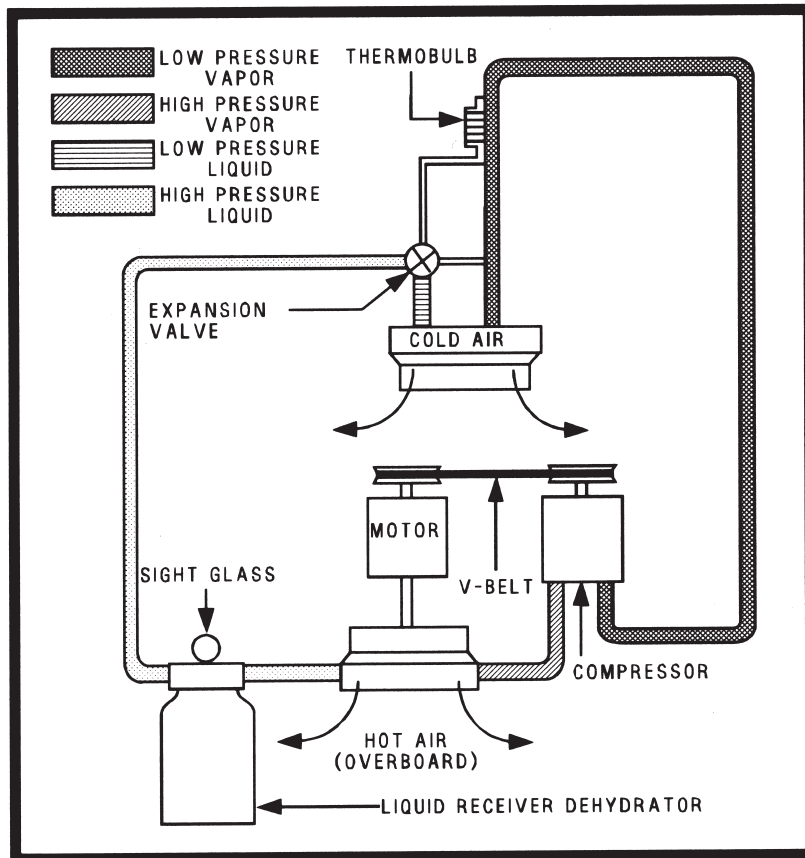 LOW PRESSURE
VAPOR
HIGH PRESSURE
VAPOR
LOW PRESSURE
LIQUID
HIGH PRESSURE
LIQUID
THERMOBULB
EXPANSION
VALVE
COLD AIR
MOTOR
SIGHT GLASS
V-BELT
COMPRESSOR
HOT AIR
(OVERBOARD)
LIQUID RECEIVER DEHYDRATOR